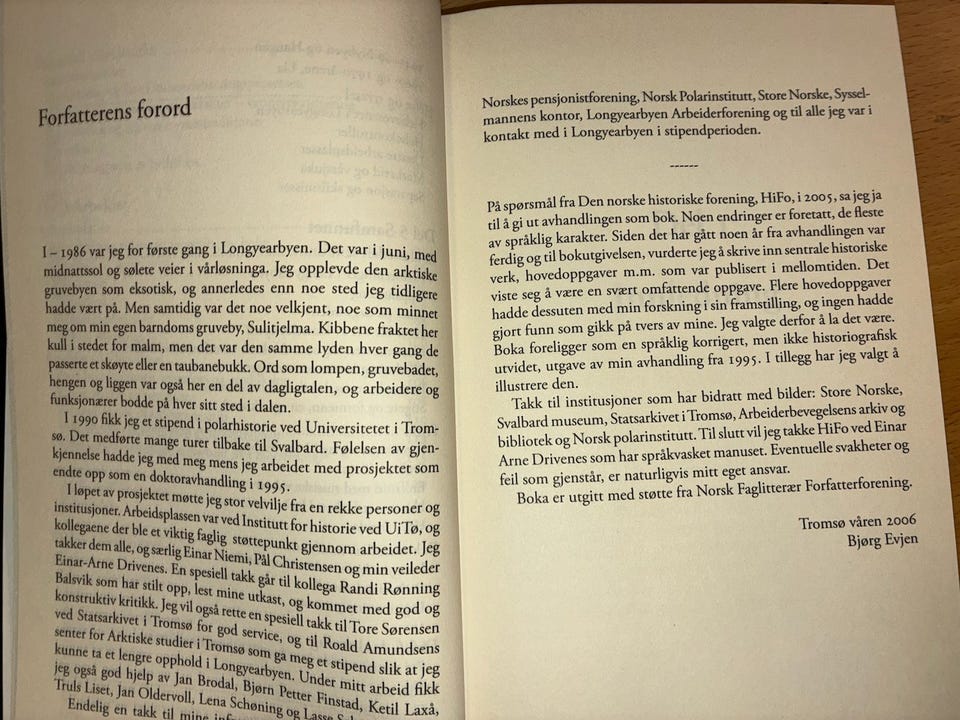 Forfatterens forord
I – 1986 var jeg for første gang i Longyearbyen. Det var i juni, med
midnattssol og sølete veier i vårløsninga. Jeg opplevde den arktiske
gruvebyen som eksotisk, og annerledes enn noe sted jeg tidligere
hadde vært på. Men samtidig var det noe velkjent, noe som minnet
meg om min egen barndoms gruveby, Sulitjelma. Kibbene fraktet her
kull i stedet for malm, men det var den samme lyden hver gang de
passerte et skøyte eller en taubanebukk. Ord som lompen, gruvebadet,
hengen og liggen var også her en del av dagligtalen, og arbeidere og
funksjonærer bodde på hver sitt sted i dalen.
I 1990 fikk jeg et stipend i polarhistorie ved Universitetet i Trom-
sø. Det medførte mange turer tilbake til Svalbard. Følelsen av gjen-
kjennelse hadde jeg med meg mens jeg arbeidet med prosjektet som
endte opp som en doktoravhandling i 1995.
I løpet av prosjektet møtte jeg stor velvilje fra en rekke personer og
institusjoner. Arbeidsplassen var ved Institutt for historie ved UiTø, og
kollegaene der ble et viktig faglig støttepunkt gjennom arbeidet. Jeg
takker dem alle, og særlig Einar Niemi, Pål Christensen og min veileder
Einar-Arne Drivenes. En spesiell takk går til kollega Randi Rønning
Balsvik som har stilt opp, lest mine utkast, og kommet med god og
konstruktiv kritikk. Jeg vil også rette en spesiell takk til Tore Sørensen
ved Statsarkivet i Tromsø for god service, og til Roald Amundsens
senter for Arktiske studier i Tromsø som ga meg et stipend slik at jeg
kunne ta et lengre opphold i Longyearbyen. Under mitt arbeid fikk
jeg også god hjelp av Jan Brodal, Bjørn Petter Finstad, Ketil Laxå,
Truls Liset, Jan Oldervoll, Lena Schøning og Lasse
Endelig en takk til mine
Norskes pensjonistforening, Norsk Polarinstitutt, Store Norske, Syssel-
mannens kontor, Longyearbyen Arbeiderforening og til alle jeg var i
kontakt med i Longyearbyen i stipendperioden.
------
På spørsmål fra Den norske historiske forening, HiFo, i 2005, sa jeg ja
til å gi ut avhandlingen som bok. Noen endringer er foretatt, de fleste
av språklig karakter. Siden det har gått noen år fra avhandlingen var
ferdig og til bokutgivelsen, vurderte jeg å skrive inn sentrale historiske
verk, hovedoppgaver m.m. som var publisert i mellomtiden. Det
viste seg å være en svært omfattende oppgave. Flere hovedoppgaver
hadde dessuten med min forskning i sin framstilling, og ingen hadde
gjort funn som gikk på tvers av mine. Jeg valgte derfor å la det være.
Boka foreligger som en språklig korrigert, men ikke historiografisk
utvidet, utgave av min avhandling fra 1995. I tillegg har jeg valgt å
illustrere den.
Takk til institusjoner som har bidratt med bilder: Store Norske,
Svalbard museum, Statsarkivet i Tromsø, Arbeiderbevegelsens arkiv og
bibliotek og Norsk polarinstitutt. Til slutt vil jeg takke HiFo ved Einar
Arne Drivenes som har språkvasket manuset. Eventuelle svakheter og
feil som gjenstår, er naturligvis mitt eget ansvar.
Boka er utgitt med støtte fra Norsk Faglitterær Forfatterforening.
Tromsø våren 2006
Bjørg Evjen